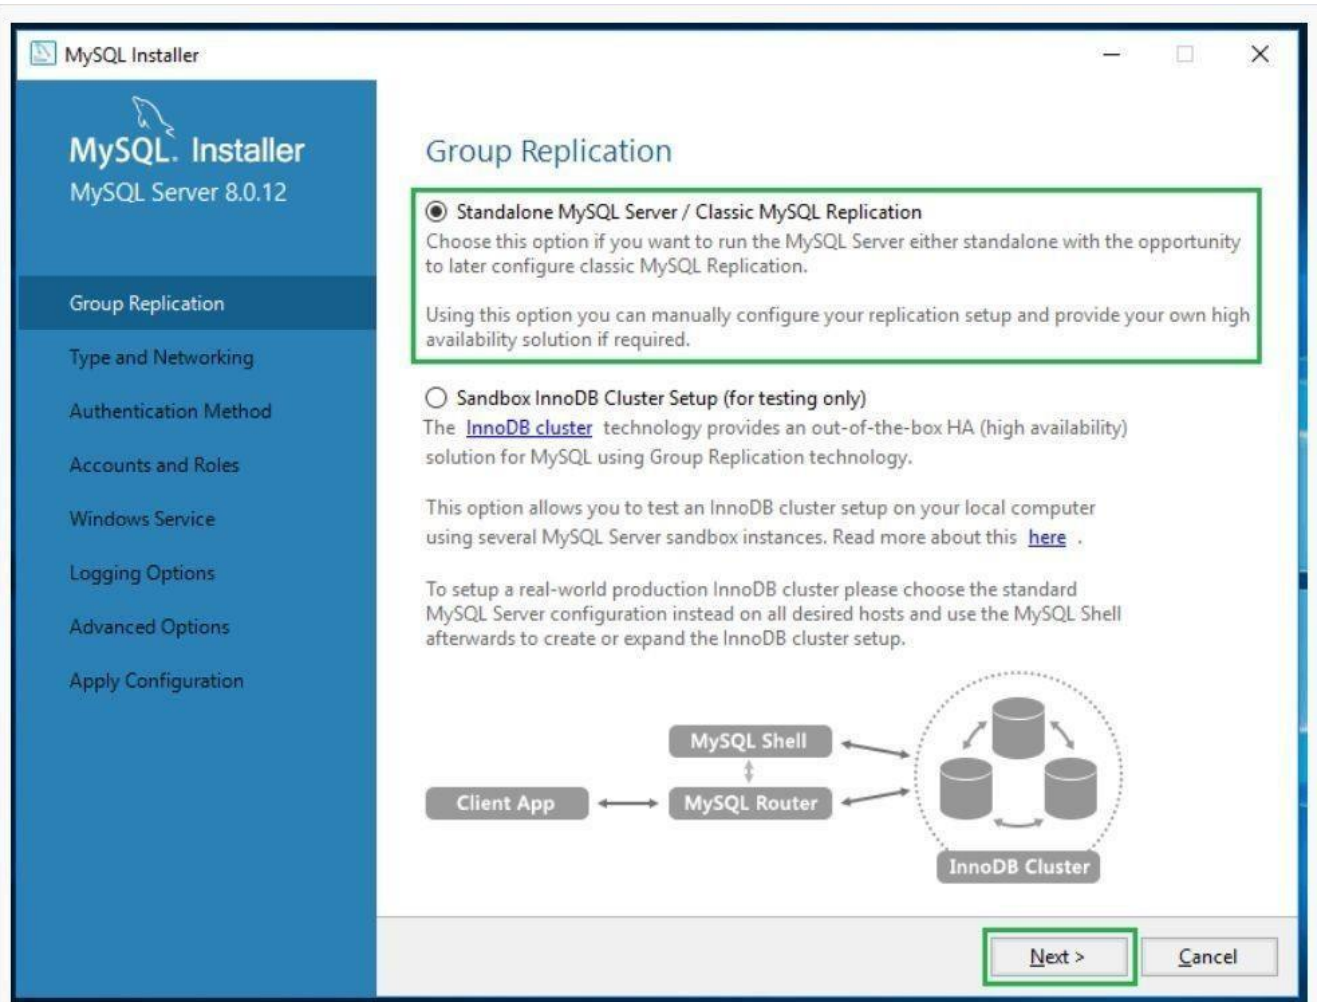 MySQL Installer
MySQL. Installer
MySQL Server 8.0.12
Group Replication
Type and Networking
Authentication Method
Accounts and Roles
Windows Service
Logging Options
Advanced Options
Apply Configuration
Group Replication
Standalone MySQL Server / Classic MySQL Replication
Choose this option if you want to run the MySQL Server either standalone with the opportunity
to later configure classic MySQL Replication.
Using this option you can manually configure your replication setup and provide your own high
availability solution if required.
Sandbox InnoDB Cluster Setup (for testing only)
The InnoDB cluster technology provides an out-of-the-box HA (high availability)
solution for MySQL using Group Replication technology.
This option allows you to test an InnoDB cluster setup on your local computer
using several MySQL Server sandbox instances. Read more about this here .
To setup a real-world production InnoDB cluster please choose the standard
MySQL Server configuration instead on all desired hosts and use the MySQL Shell
afterwards to create or expand the InnoDB cluster setup.
MySQL Shell
Client App
MySQL Router
InnoDB Cluster
Next >
Cancel